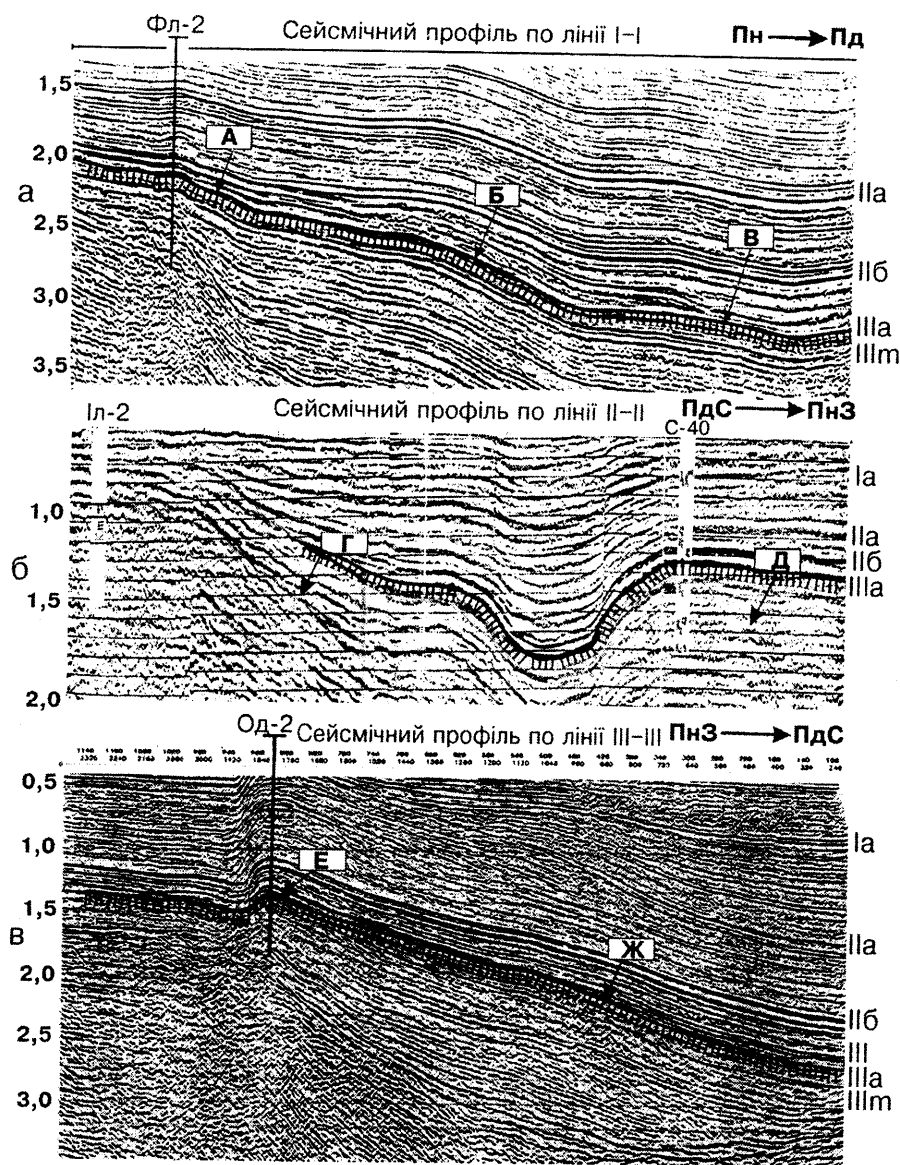 Фл-2 Сейсмічний профіль по лінії I–I Пн → Пд
1,5
2,0
А
а
Б
IIа
2,5
В
IIб
3,0
IIIа
IIIm
3,5
Іл-2 Сейсмічний профіль по лінії II–II ПдС → ПнЗ
С-40
Iа
1,0
IIа
Г
IIб
б
Д
IIIа
1,5
2,0
Од-2 Сейсмічний профіль по лінії III–III ПнЗ → ПдС
0,5
1,0
Iа
Е
1,5
в
IIа
Ж
2,0
IIб
2,5
III
IIIа
3,0
IIIm